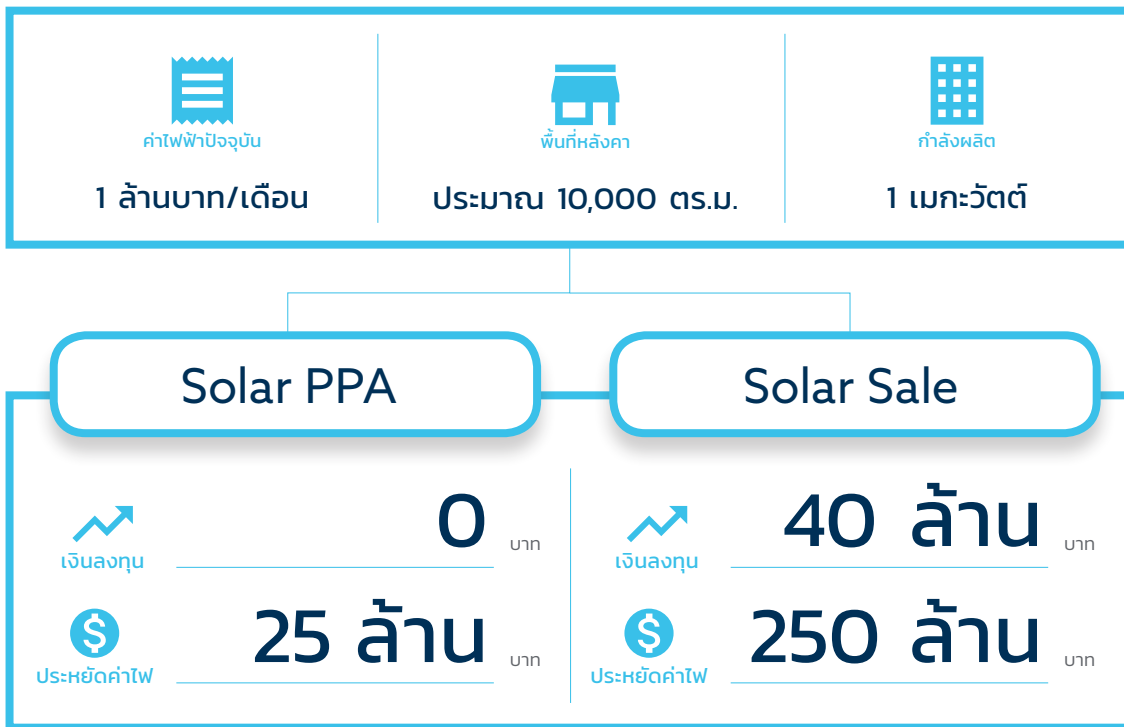 ค่าไฟฟ้าปัจจุบัน
1 ล้านบาท/เดือน
พื้นที่หลังคา
ประมาณ 10,000 ตร.ม.
กำลังผลิต
1 เมกะวัตต์
Solar PPA
เงินลงทุน
0 บาท
ประหยัดค่าไฟ
25 ล้าน บาท
Solar Sale
เงินลงทุน
40 ล้าน บาท
ประหยัดค่าไฟ
250 ล้าน บาท